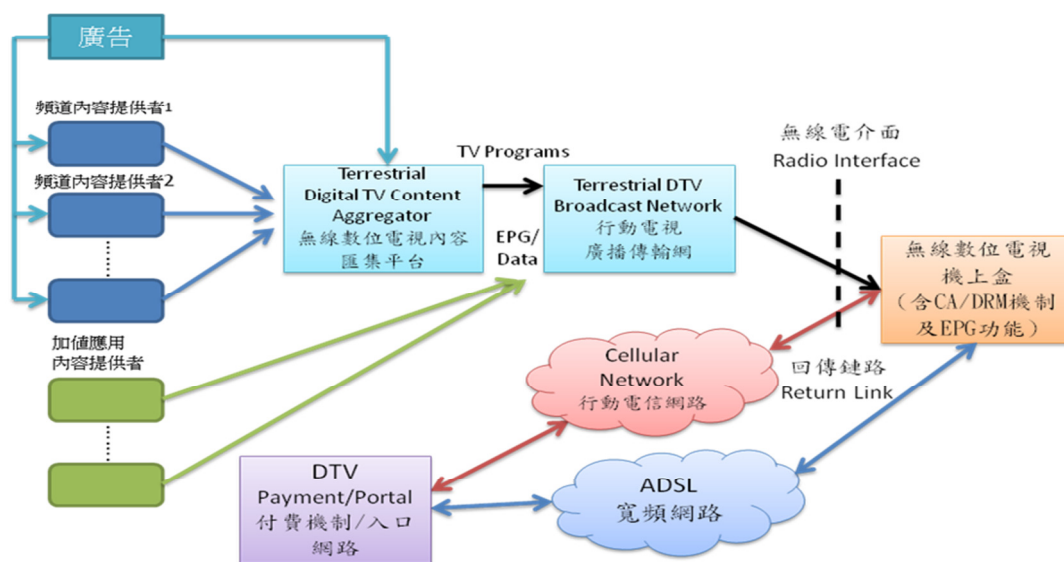 廣告
頻道內容提供者1
頻道內容提供者2
加值應用
內容提供者
Terrestrial
Digital TV Content
Aggregator
無線數位電視內容
匯集平台
TV Programs
EPG/
Data
Terrestrial DTV
Broadcast Network
行動電視
廣播傳輸網
無線電介面
Radio Interface
無線數位電視
機上盒
(含CA/DRM機制
及EPG功能)
Cellular
Network
行動電信網路
回傳鏈路
Return Link
DTV
Payment/Portal
付費機制/入口
網路
ADSL
寬頻網路